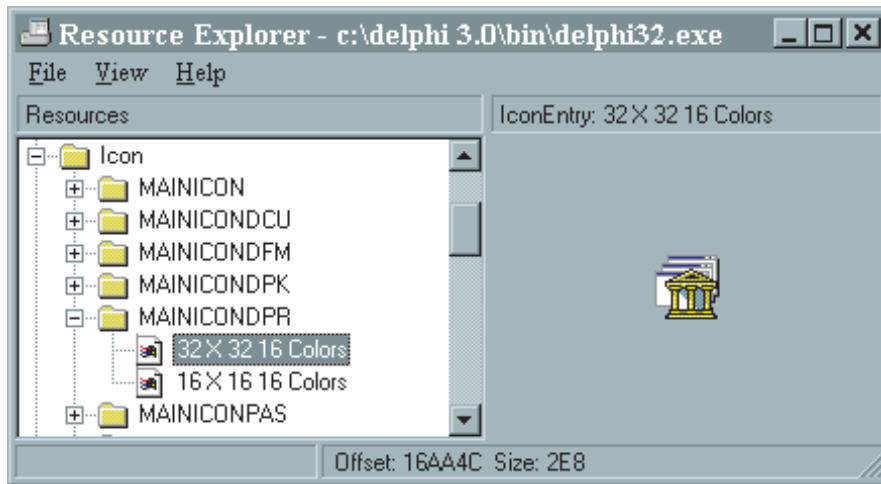 Resource Explorer - c:\delphi 3.0\bin\delphi32.exe
File View Help
Resources
IconEntry: 32 X 32 16 Colors
Icon
MAINICON
MAINICONDCU
MAINICONDFM
MAINICONDPK
MAINICONDPR
32 X 32 16 Colors
16 X 16 16 Colors
MAINICONPAS
Offset: 16AA4C Size: 2E8